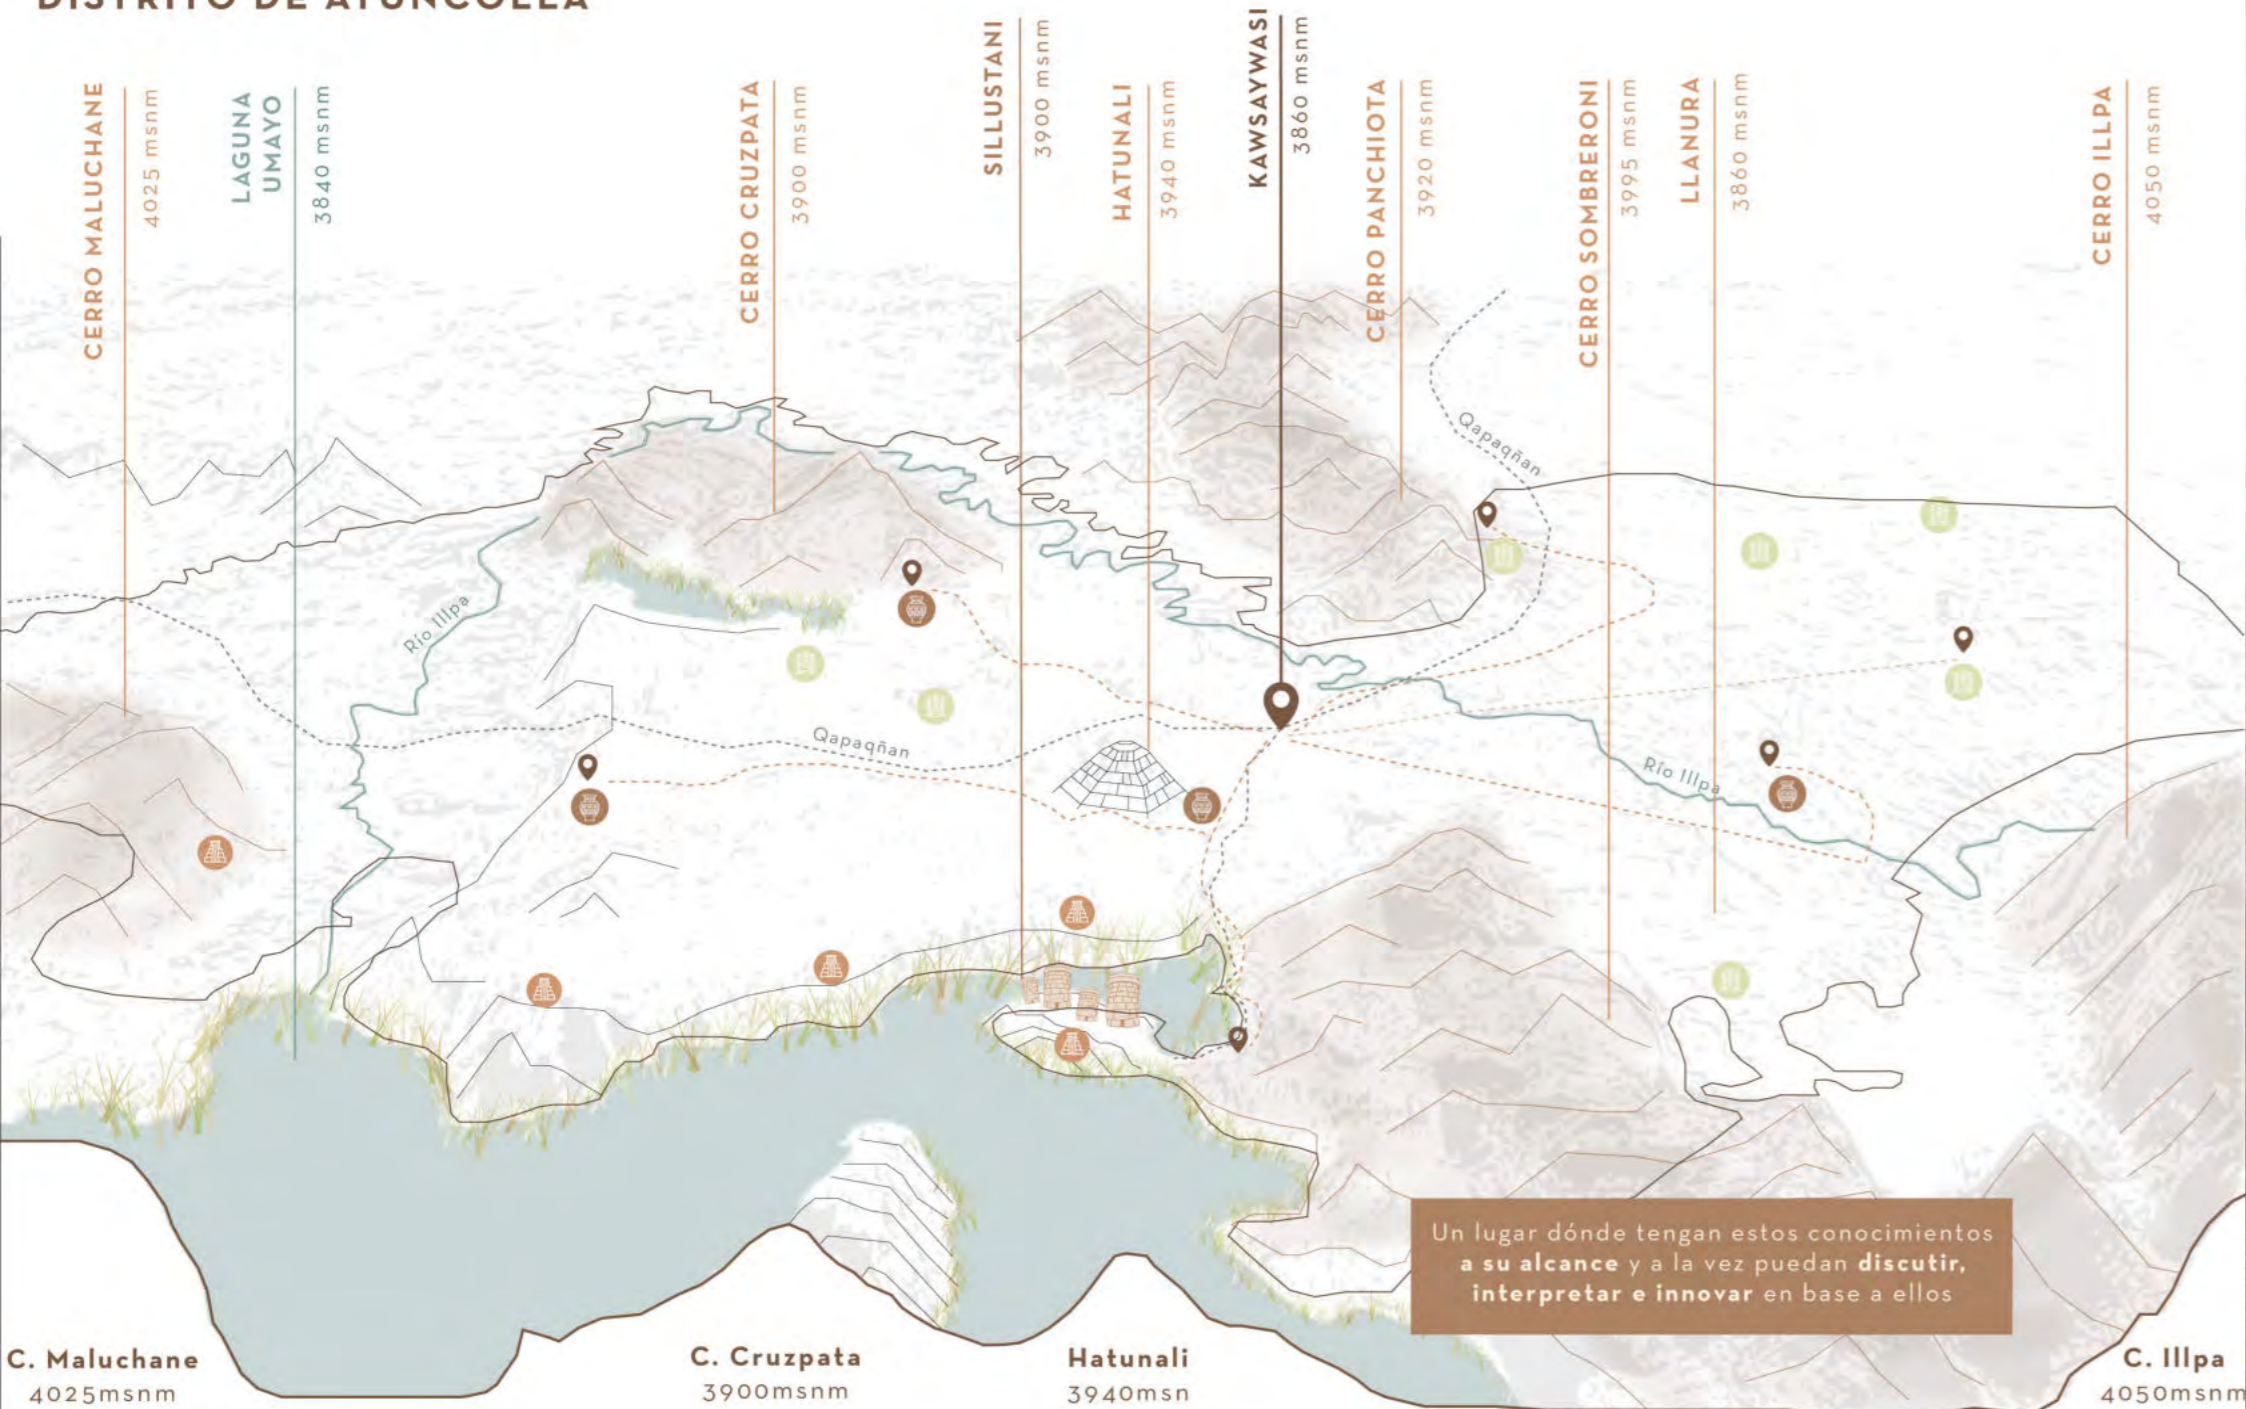 DISTRITO DE ATUNCOLLA
CERRO MALUCHANE
4025 msnm
LAGUNA
UMAYO
3840 msnm
CERRO CRUZPATA
3900 msnm
SILLUSTANI
3900 msnm
HATUNALI
3940 msnm
KAWSAYWASI
3860 msnm
CERRO PANCHIOTA
3920 msnm
CERRO SOMBRERONI
3995 msnm
LLANURA
3860 msnm
CERRO ILLPA
4050 msnm
Qapaqñan
Río Illpa
Qapaqñan
Río Illpa
Un lugar dónde tengan estos conocimientos
a su alcance y a la vez puedan discutir,
interpretar e innovar en base a ellos
C. Maluchane
4025msnm
C. Cruzpata
3900msnm
Hatunali
3940msn
C. Illpa
4050msnm